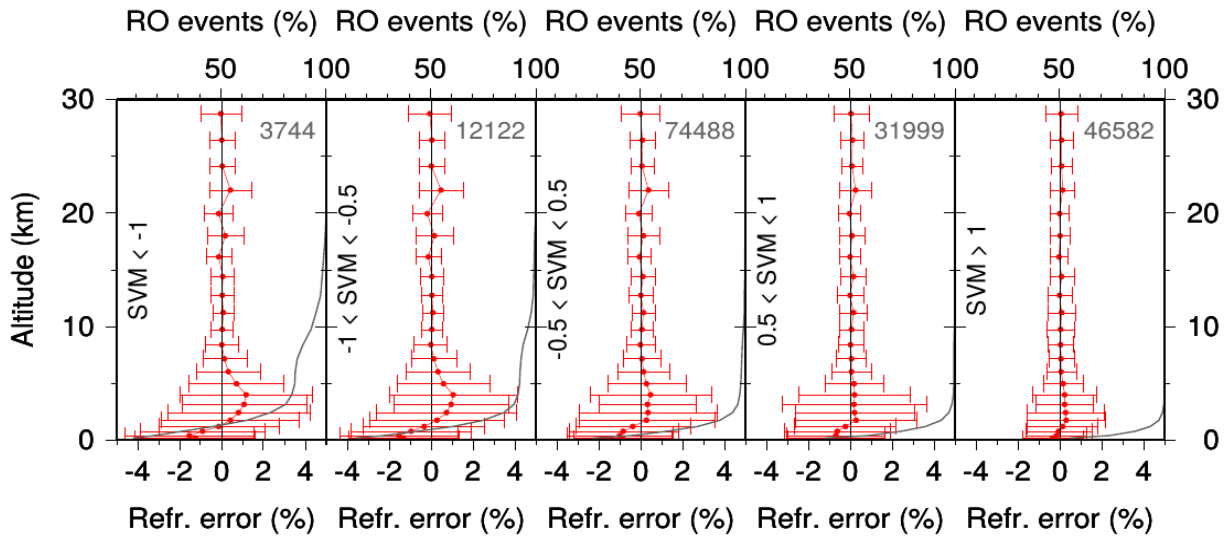 RO events (%) RO events (%) RO events (%) RO events (%) RO events (%)
50 100 50 100 50 100 50 100 50 100
30 3744 12122 74488 31999 46582 30
20 20
10 10
0 0
Altitude (km)
SVM < -1
-1 < SVM < -0.5
-0.5 < SVM < 0.5
0.5 < SVM < 1
SVM > 1
-4 -2 0 2 4 -4 -2 0 2 4 -4 -2 0 2 4 -4 -2 0 2 4 -4 -2 0 2 4
Refr. error (%) Refr. error (%) Refr. error (%) Refr. error (%) Refr. error (%)